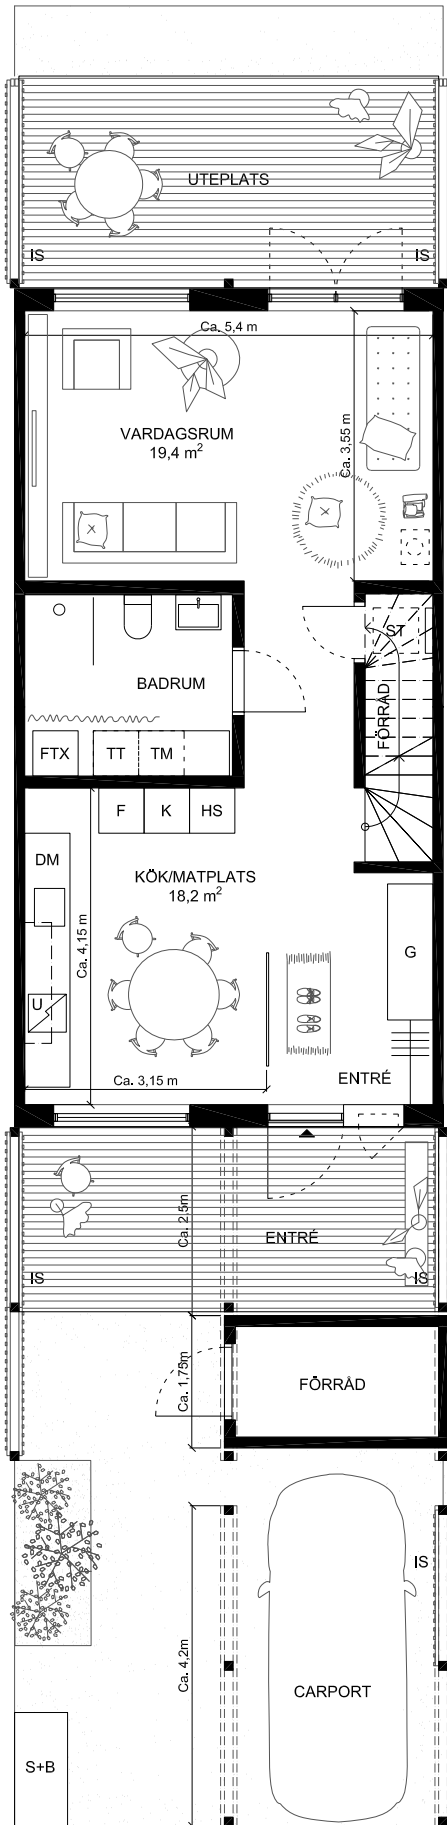 UTEPLATS
IS
IS
Ca. 5,4 m
VARDAGSRUM
19,4 m²
Ca. 3,55 m
ST
BADRUM
FÖRRÅD
FTX
TT
TM
F
K
HS
DM
KÖK/MATPLATS
18,2 m²
Ca. 4,15 m
G
U
Ca. 3,15 m
ENTRÉ
Ca. 2,5m
ENTRÉ
IS
IS
Ca. 1,75m
FÖRRÅD
IS
Ca. 4,2m
CARPORT
S+B